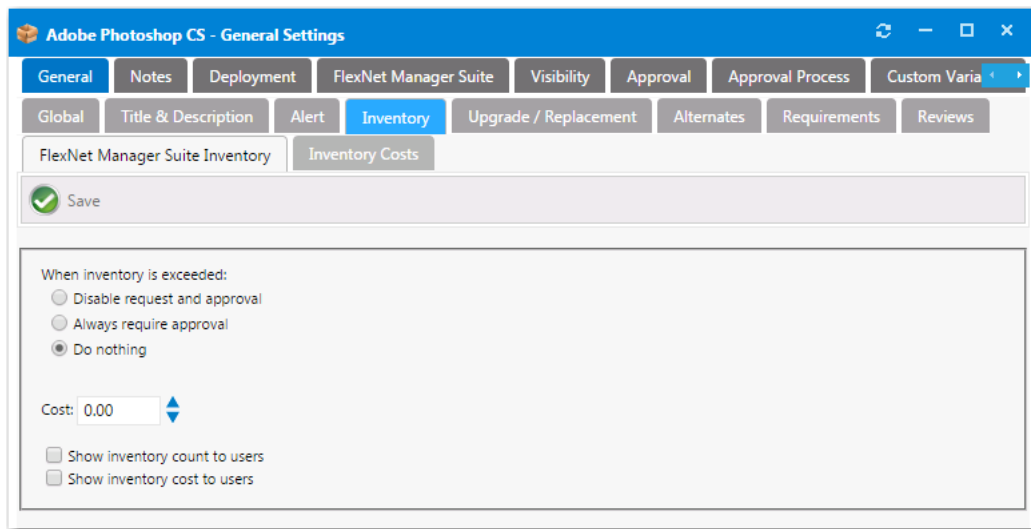 Adobe Photoshop CS - General Settings
General Notes Deployment FlexNet Manager Suite Visibility Approval Approval Process Custom Varia
Global Title & Description Alert Inventory Upgrade / Replacement Alternates Requirements Reviews
FlexNet Manager Suite Inventory Inventory Costs
Save
When inventory is exceeded:
Disable request and approval
Always require approval
Do nothing
Cost: 0.00
Show inventory count to users
Show inventory cost to users